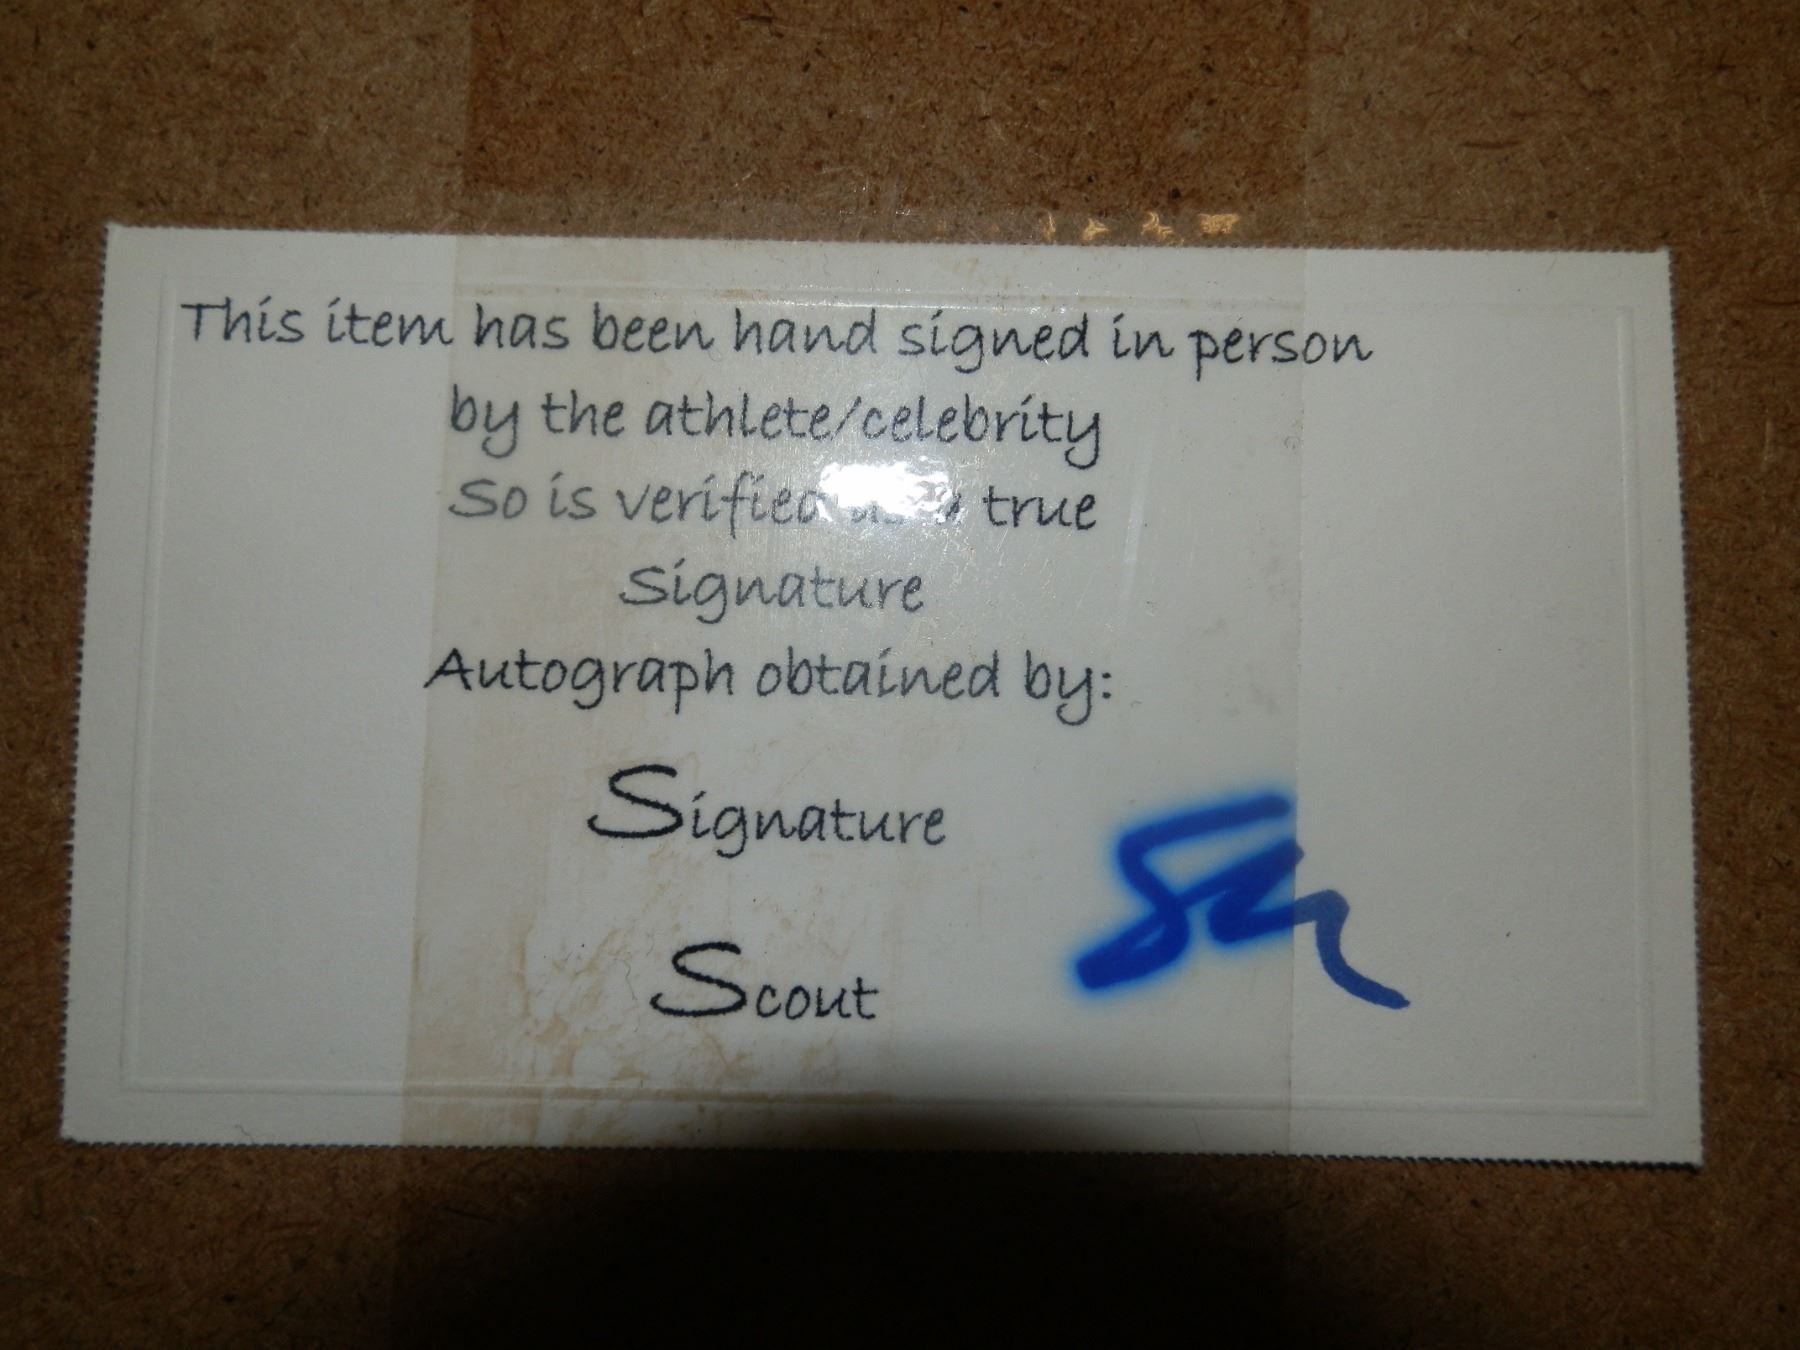 This item has been hand signed in person
by the athlete/celebrity
So is verified as a true
Signature
Autograph obtained by:
Signature
Scout